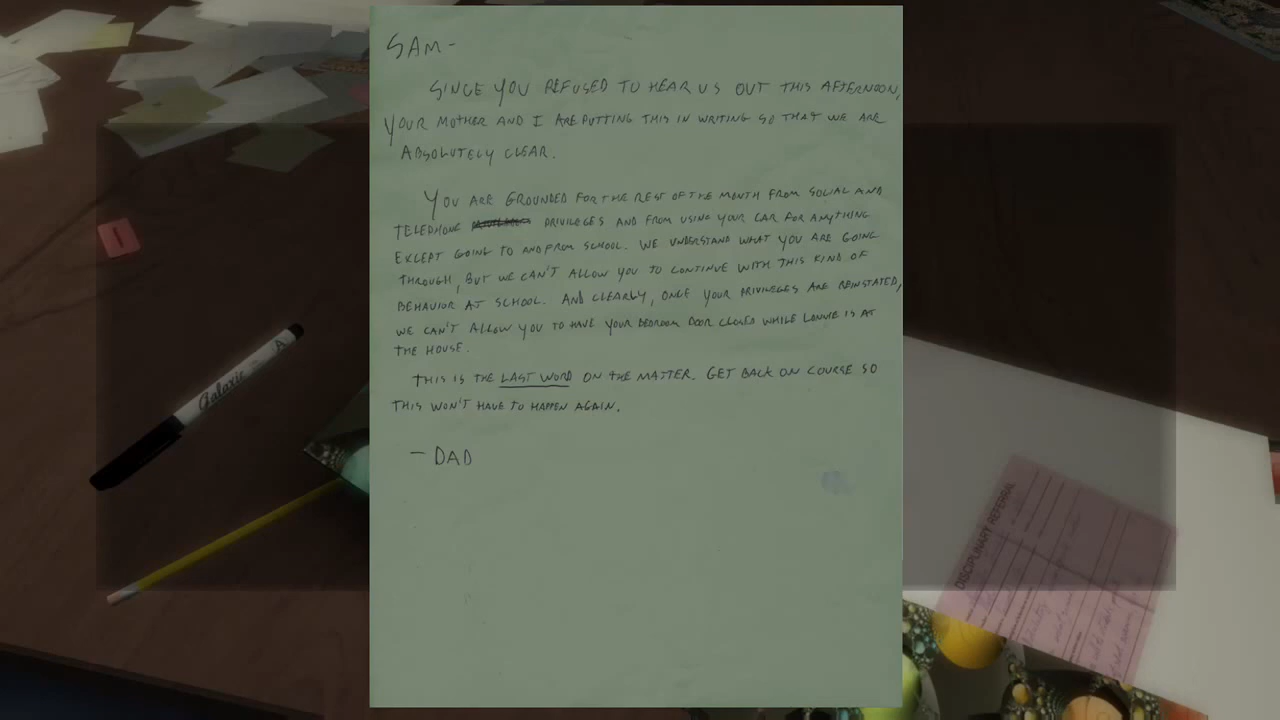 SAM-
SINCE YOU REFUSED TO HEAR US OUT THIS AFTERNOON,
YOUR MOTHER AND I ARE PUTTING THIS IN WRITING SO THAT WE ARE
ABSOLUTELY CLEAR.
YOU ARE GROUNDED FOR THE REST OF THE MONTH FROM SOCIAL AND
TELEPHONE PRIVILEGES AND FROM USING YOUR CAR FOR ANYTHING
EXCEPT GOING TO AND FROM SCHOOL. WE UNDERSTAND WHAT YOU ARE GOING
THROUGH, BUT WE CAN'T ALLOW YOU TO CONTINUE WITH THIS KIND OF
BEHAVIOR AT SCHOOL. AND CLEARLY, ONCE YOUR PRIVILEGES ARE REINSTATED,
WE CAN'T ALLOW YOU TO HAVE YOUR BEDROOM DOOR CLOSED WHILE LONNIE IS AT
THE HOUSE.
THIS IS THE LAST WORD ON THE MATTER. GET BACK ON COURSE SO
THIS WON'T HAVE TO HAPPEN AGAIN.
- DAD
Galaxie A
DISCIPLINARY REFERRAL